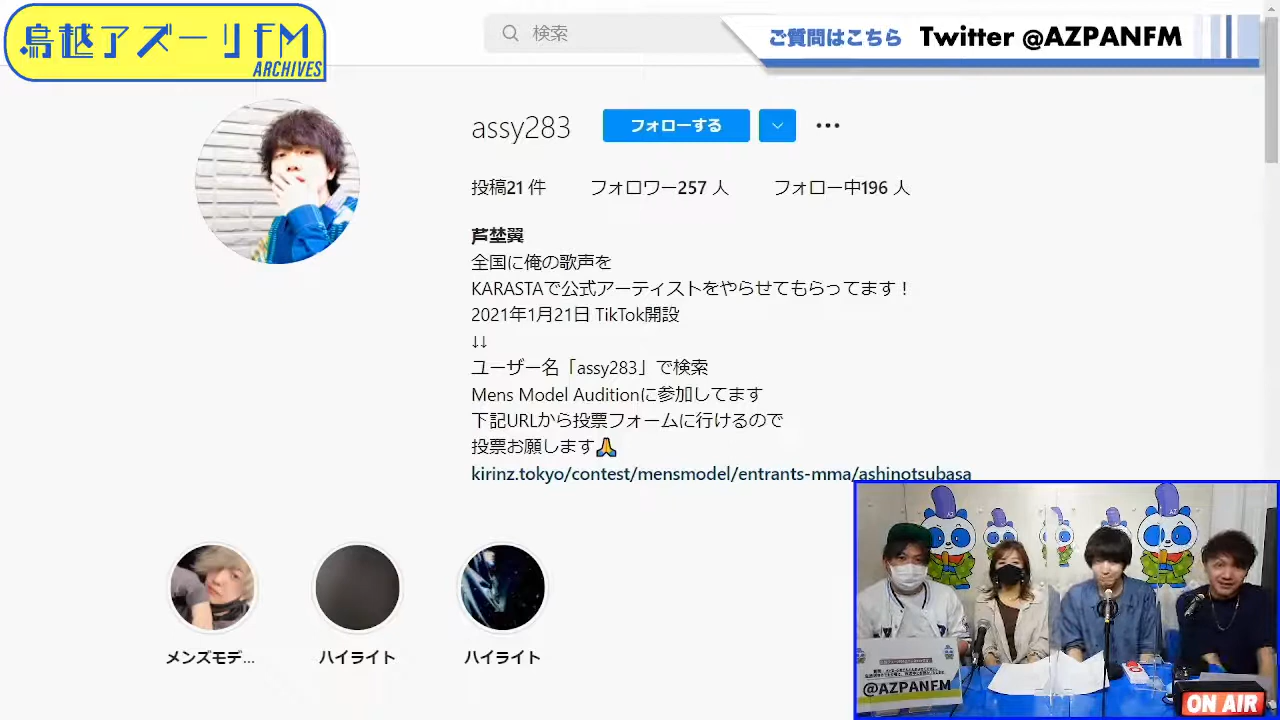 鳥越アズーリFM
ARCHIVES
検索
ご質問はこちら Twitter @AZPANFM
assy283
フォローする
投稿21 件 フォロワー257 人 フォロー中196 人
芦埜翼
全国に俺の歌声を
KARASTAで公式アーティストをやらせてもらってます！
2021年1月21日 TikTok開設
↓↓
ユーザー名「assy283」で検索
Mens Model Auditionに参加してます
下記URLから投票フォームに行けるので
投票お願します🙏
kirinz.tokyo/contest/mensmodel/entrants-mma/ashinotsubasa
メンズモデ...
ハイライト
ハイライト
@AZPANFM
ON AIR